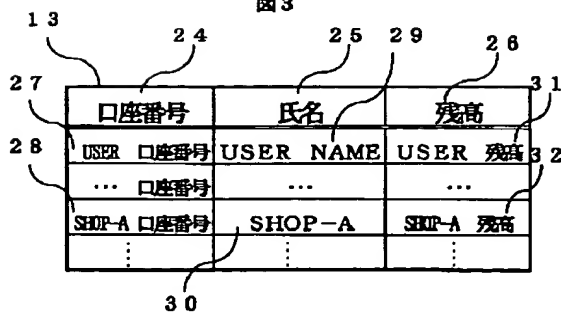 図3
13 24 25 29 26
口座番号 氏名 残高
27 USER 口座番号 USER NAME USER 残高 31
… 口座番号 … …
28 SHOP-A 口座番号 SHOP-A SHOP-A 残高 32
⋮ ⋮ ⋮
30